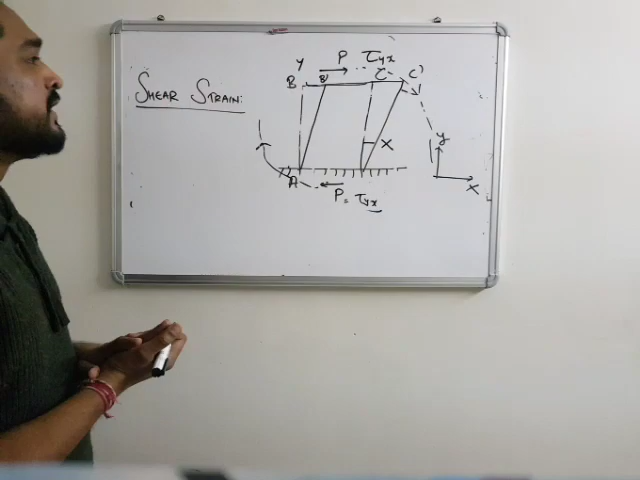 SHEAR STRAIN:
y P τyx
B B' C C'
X
A
P = τyx
y
x